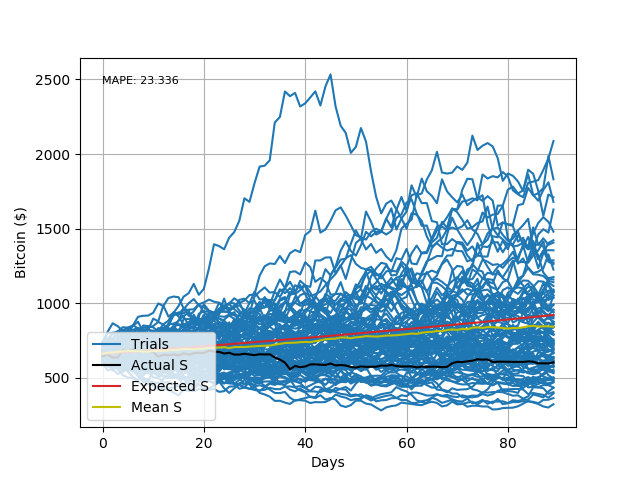 MAPE: 23.336
2500
2000
1500
1000
500
Bitcoin ($)
Trials
Actual S
Expected S
Mean S
0 20 40 60 80
Days